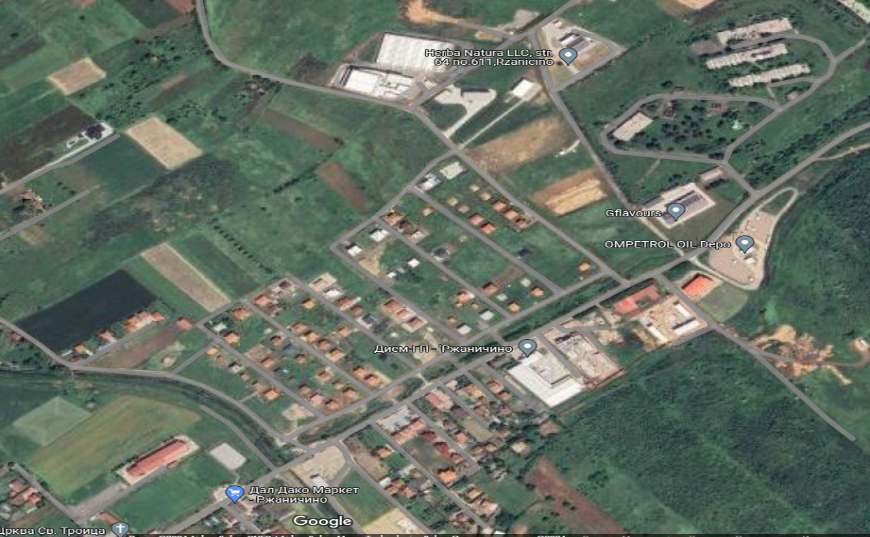 Herba Natura LLC, str.
64 no.611,Rzanicino
Gflavours
OMPETROL OIL Depo
Дисм-ГП - 'Ржаничино
Дал Дако Маркет
- Ржаничино
Црква Св. Троица
Google